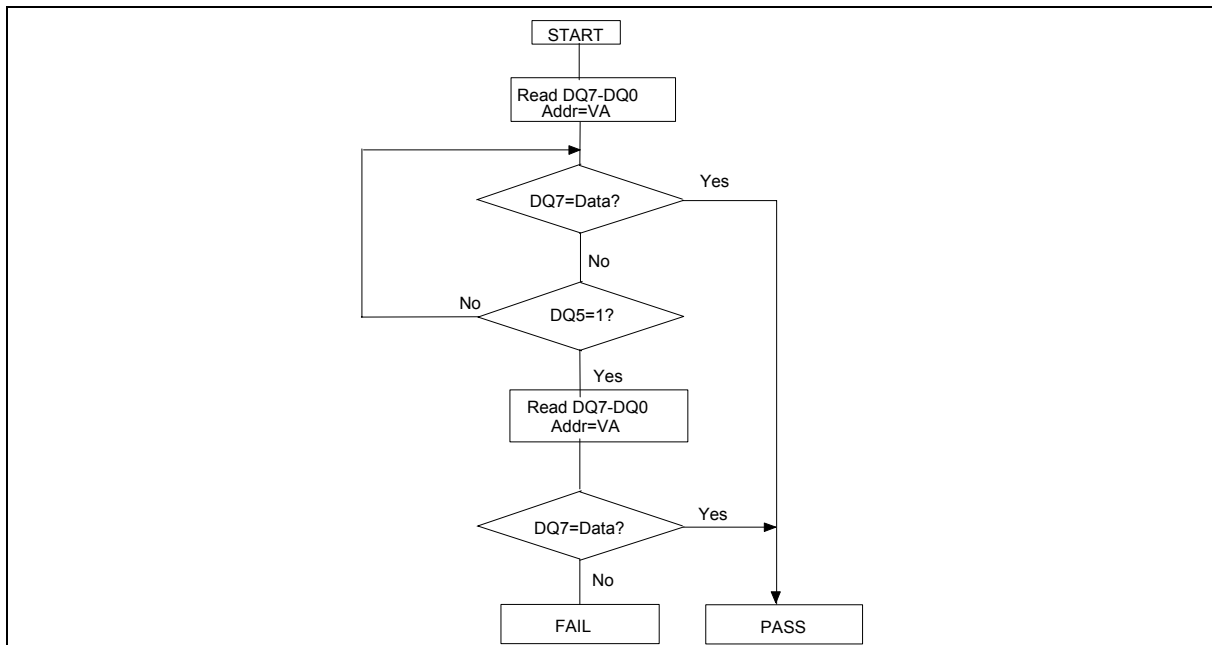 START
Read DQ7-DQ0
Addr=VA
Yes
DQ7=Data?
No
No
DQ5=1?
Yes
Read DQ7-DQ0
Addr=VA
Yes
DQ7=Data?
No
FAIL
PASS